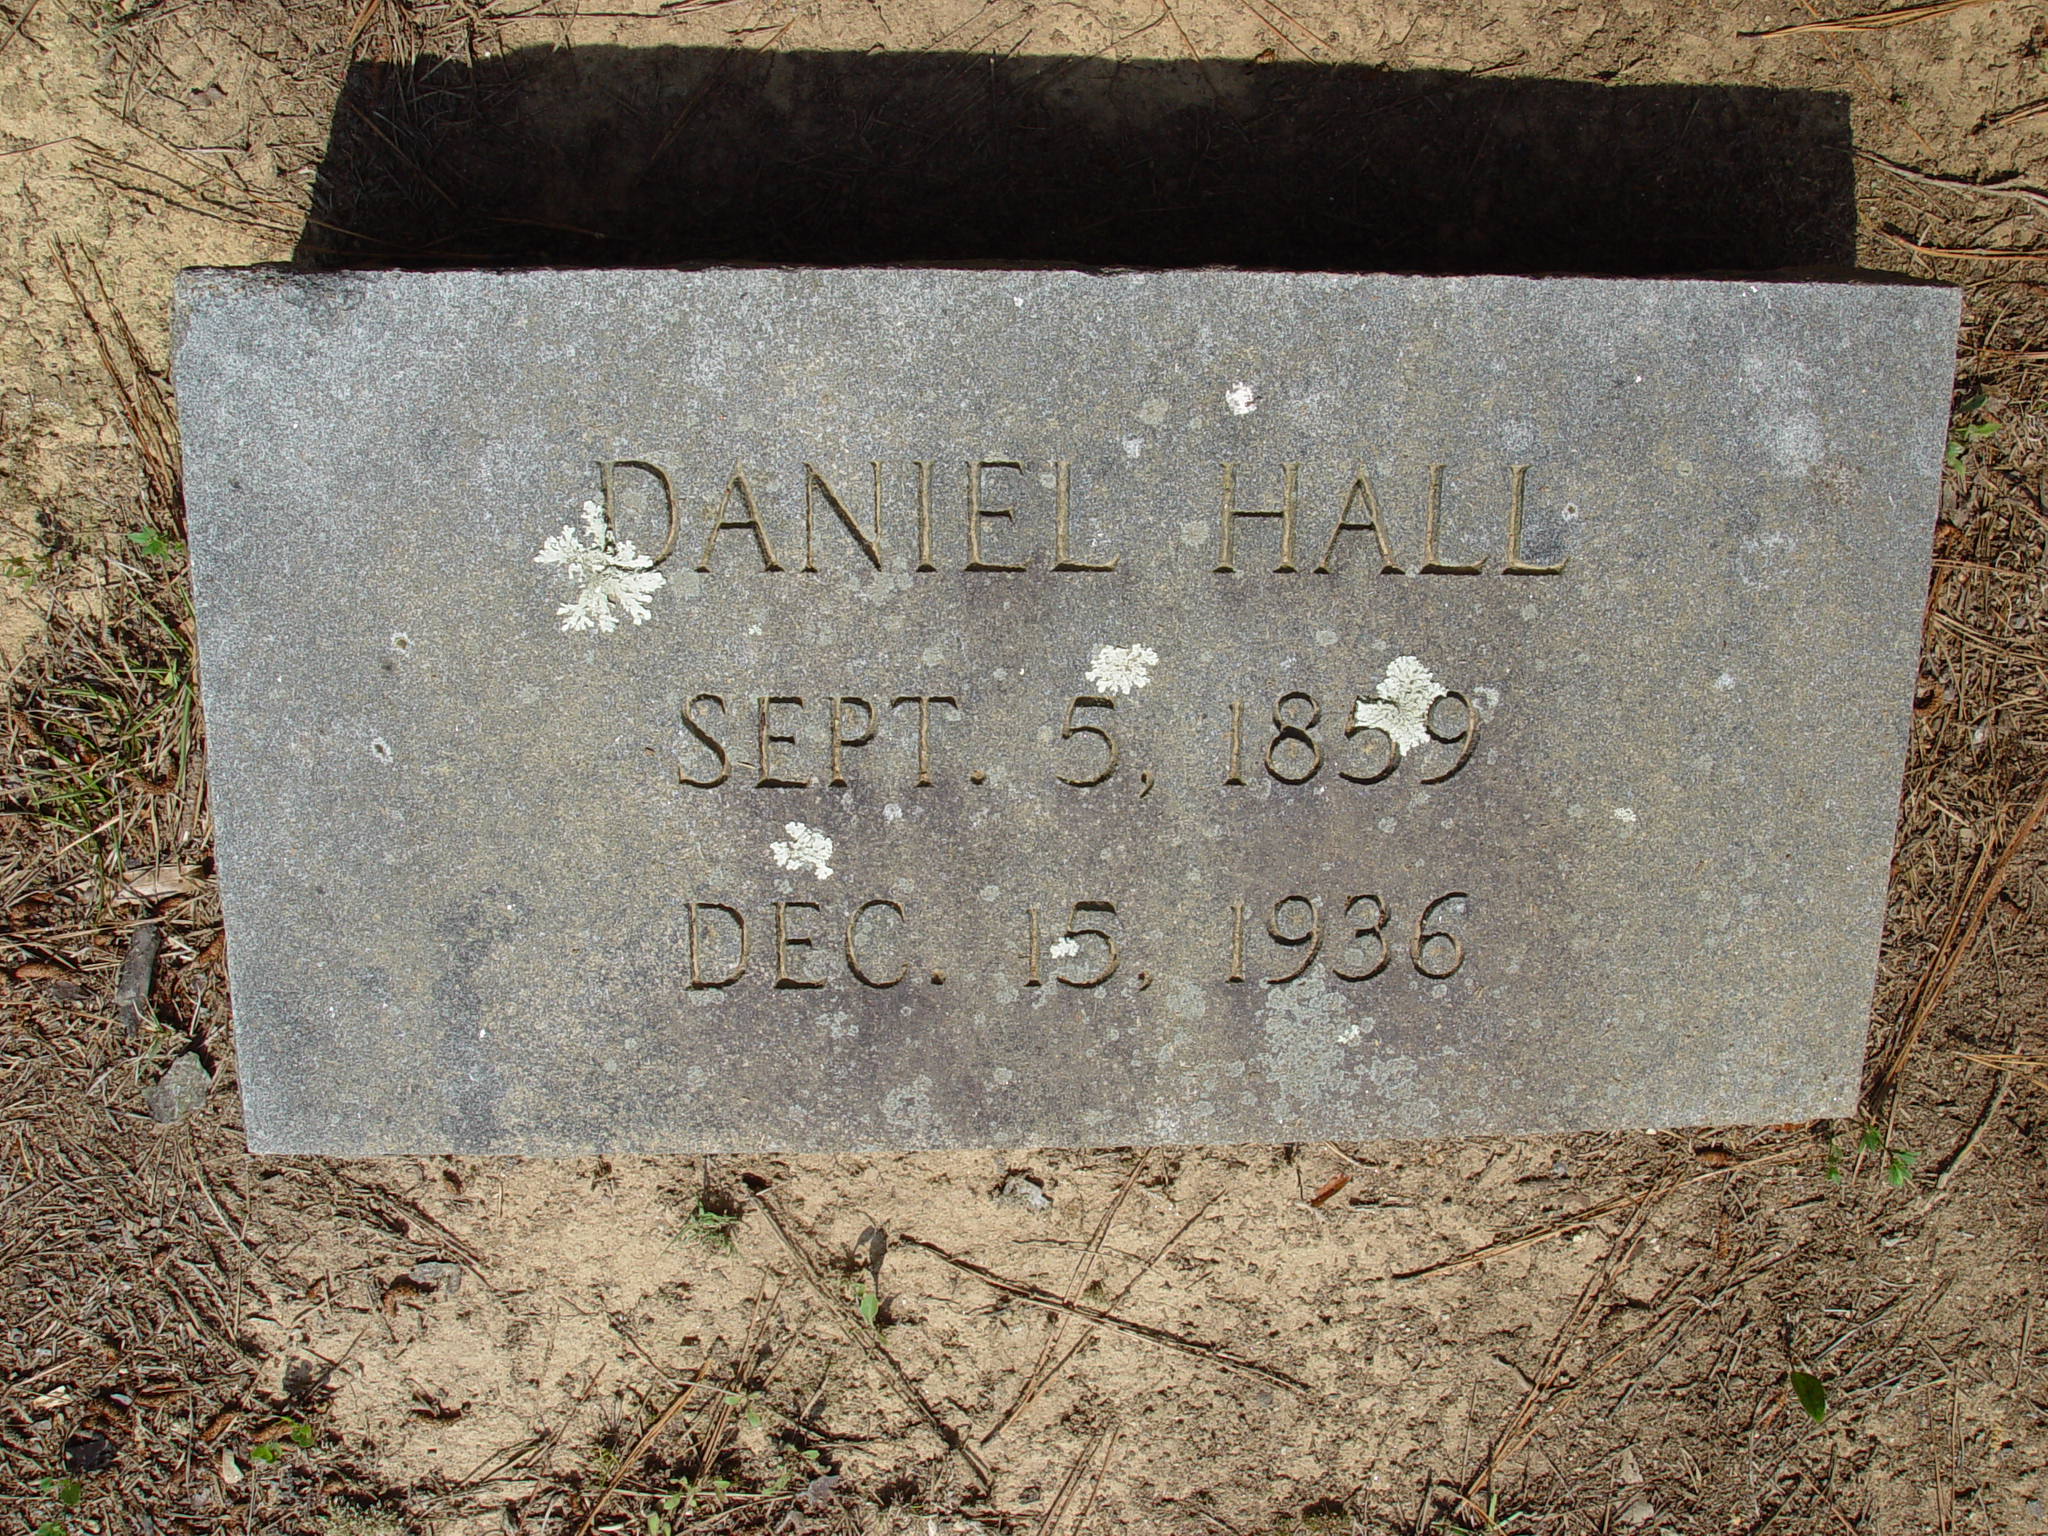 DANIEL HALL
SEPT. 5, 1859
DEC. 15, 1936